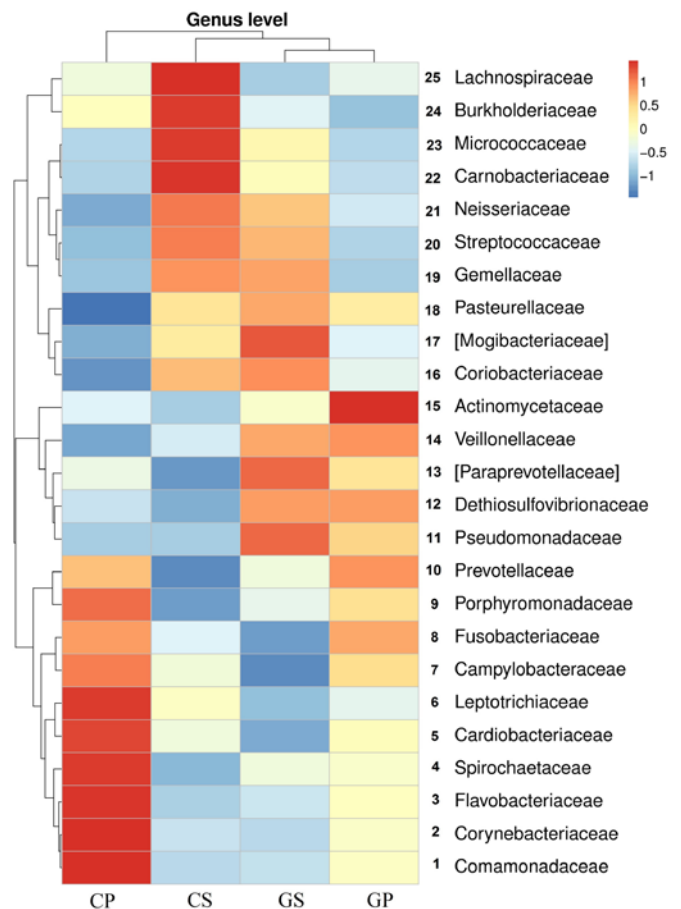 Genus level
25 Lachnospiraceae
24 Burkholderiaceae
23 Micrococcaceae
22 Carnobacteriaceae
21 Neisseriaceae
20 Streptococcaceae
19 Gemellaceae
18 Pasteurellaceae
17 [Mogibacteriaceae]
16 Coriobacteriaceae
15 Actinomycetaceae
14 Veillonellaceae
13 [Paraprevotellaceae]
12 Dethiosulfovibrionaceae
11 Pseudomonadaceae
10 Prevotellaceae
9 Porphyromonadaceae
8 Fusobacteriaceae
7 Campylobacteraceae
6 Leptotrichiaceae
5 Cardiobacteriaceae
4 Spirochaetaceae
3 Flavobacteriaceae
2 Corynebacteriaceae
1 Comamonadaceae
1
0.5
0
−0.5
−1
CP CS GS GP